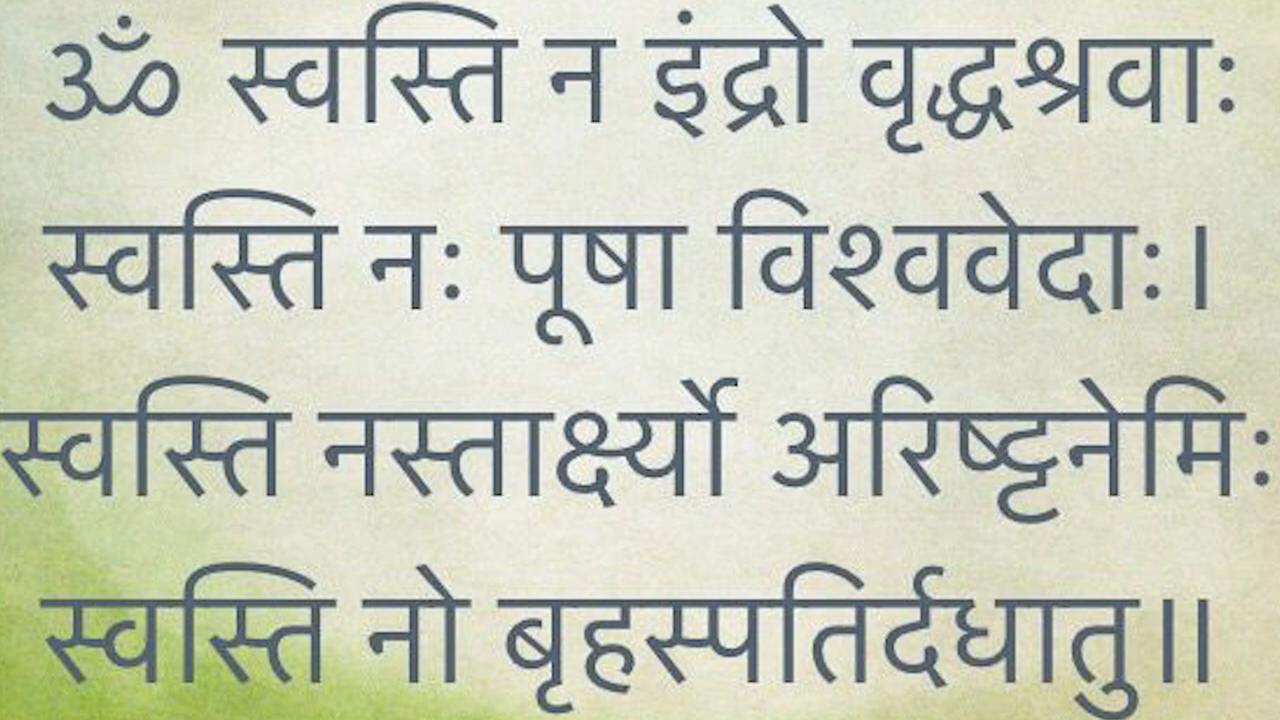 ॐ स्वस्ति न इंद्रो वृद्धश्रवाः
स्वस्ति नः पूषा विश्ववेदाः।
स्वस्ति नस्तार्क्ष्यो अरिष्ट्टनेमिः
स्वस्ति नो बृहस्पतिर्दधातु॥